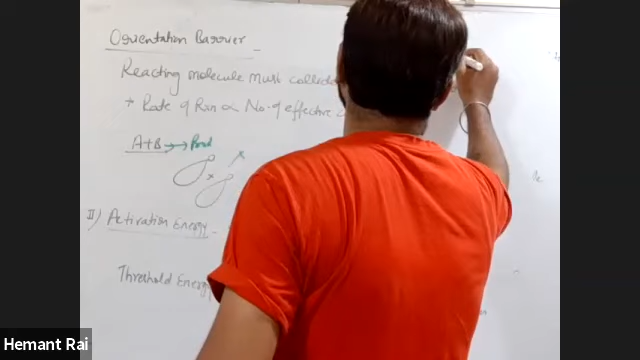 Orientation Barrier
Reacting molecule must collide
+ Rate of Rxn ∝ No. of effective
A+B → Prod
II) Activation Energy
Threshold Energy
Hemant Rai